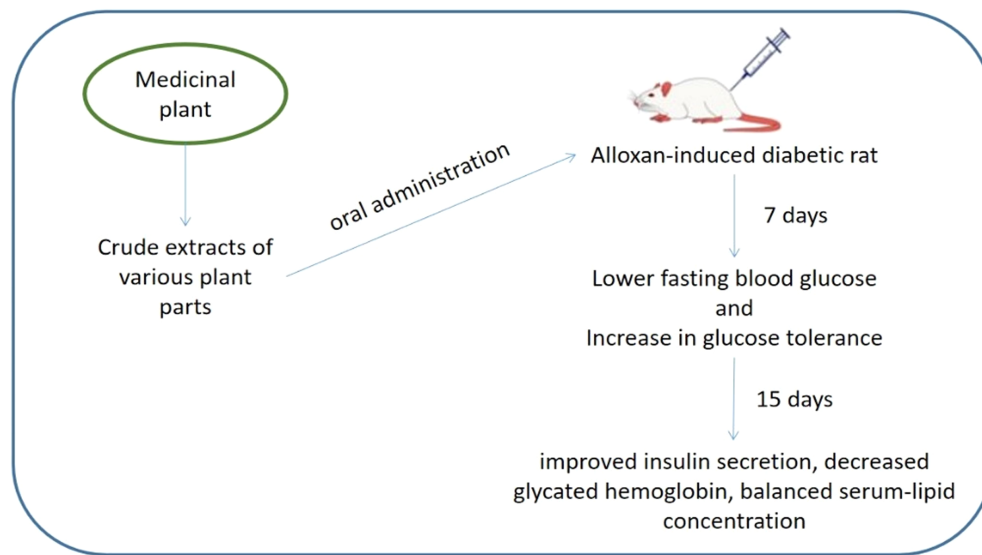 Medicinal
plant
Crude extracts of
various plant
parts
oral administration
Alloxan-induced diabetic rat
7 days
Lower fasting blood glucose
and
Increase in glucose tolerance
15 days
improved insulin secretion, decreased
glycated hemoglobin, balanced serum-lipid
concentration